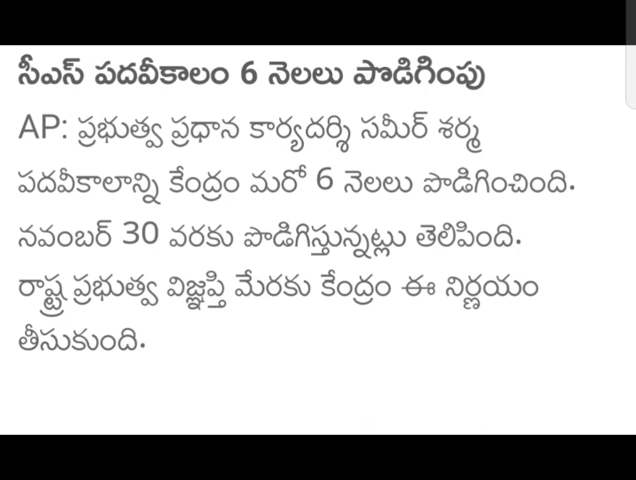 సీఎస్ పదవీకాలం 6 నెలలు పొడిగింపు
AP: ప్రభుత్వ ప్రధాన కార్యదర్శి సమీర్ శర్మ
పదవీకాలాన్ని కేంద్రం మరో 6 నెలలు పొడిగించింది.
నవంబర్ 30 వరకు పొడిగిస్తున్నట్లు తెలిపింది.
రాష్ట్ర ప్రభుత్వ విజ్ఞప్తి మేరకు కేంద్రం ఈ నిర్ణయం
తీసుకుంది.